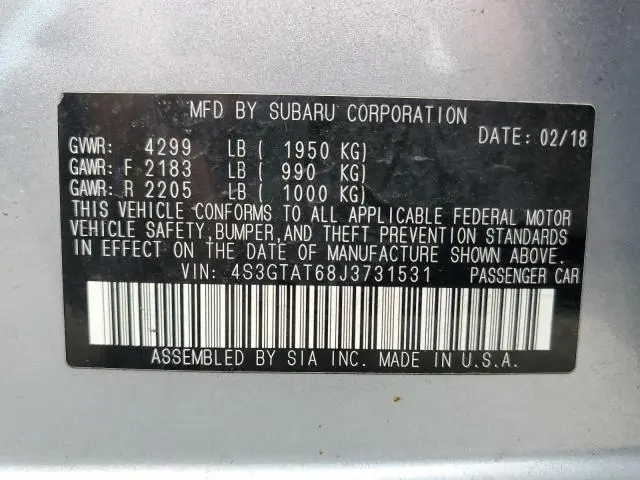 MFD BY SUBARU CORPORATION
DATE: 02/18
GVWR: 4299 LB ( 1950 KG)
GAWR: F 2183 LB ( 990 KG)
GAWR: R 2205 LB ( 1000 KG)
THIS VEHICLE CONFORMS TO ALL APPLICABLE FEDERAL MOTOR
VEHICLE SAFETY, BUMPER, AND THEFT PREVENTION STANDARDS
IN EFFECT ON THE DATE OF MANUFACTURE SHOWN ABOVE.
VIN: 4S3GTAT68J3731531 PASSENGER CAR
ASSEMBLED BY SIA INC. MADE IN U.S.A.